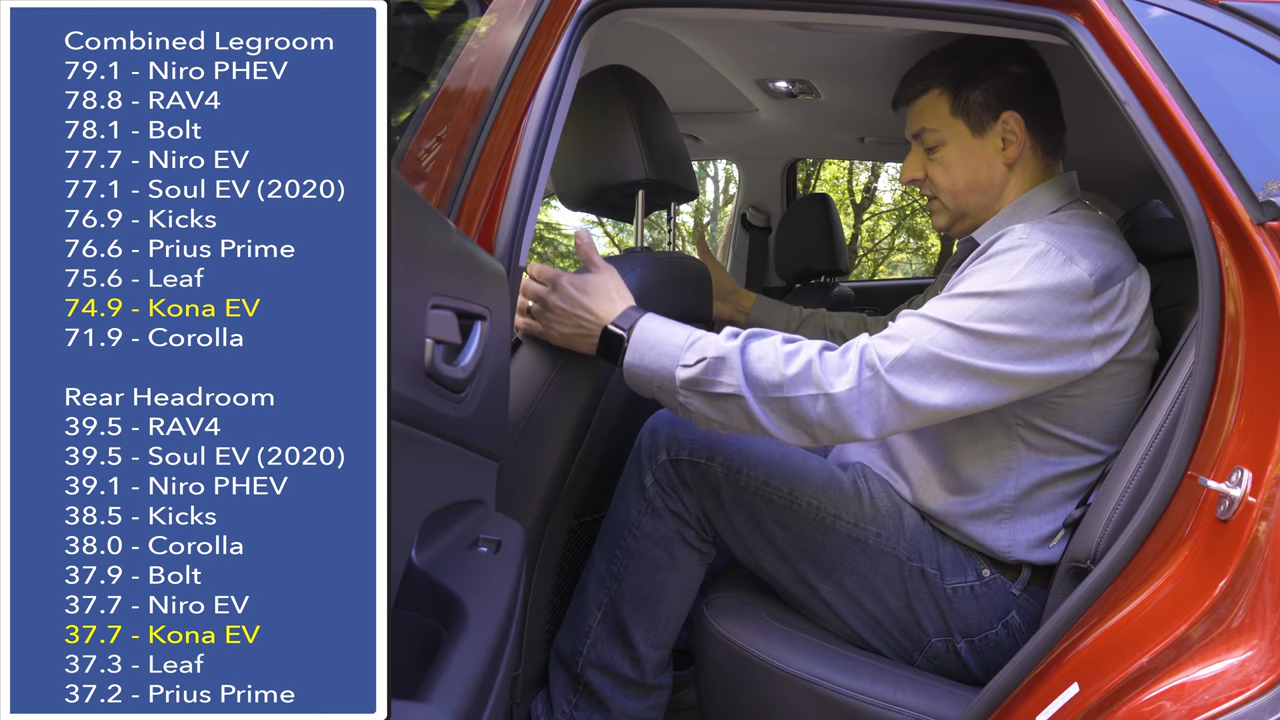 Combined Legroom
79.1 - Niro PHEV
78.8 - RAV4
78.1 - Bolt
77.7 - Niro EV
77.1 - Soul EV (2020)
76.9 - Kicks
76.6 - Prius Prime
75.6 - Leaf
74.9 - Kona EV
71.9 - Corolla
Rear Headroom
39.5 - RAV4
39.5 - Soul EV (2020)
39.1 - Niro PHEV
38.5 - Kicks
38.0 - Corolla
37.9 - Bolt
37.7 - Niro EV
37.7 - Kona EV
37.3 - Leaf
37.2 - Prius Prime